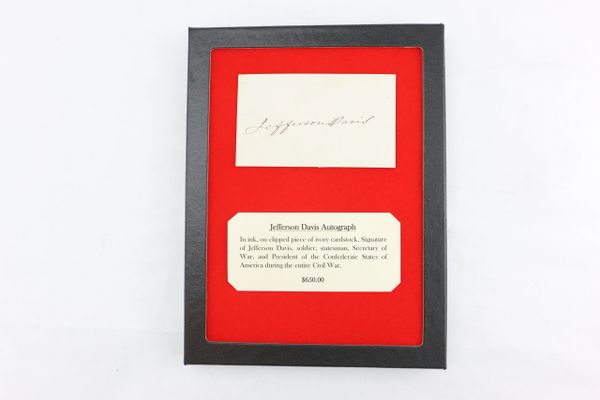 Jefferson Davis
Jefferson Davis Autograph
In ink, on clipped piece of ivory cardstock. Signature
of Jefferson Davis, soldier, statesman, Secretary of
War, and President of the Confederate States of
America during the entire Civil War.
$650.00